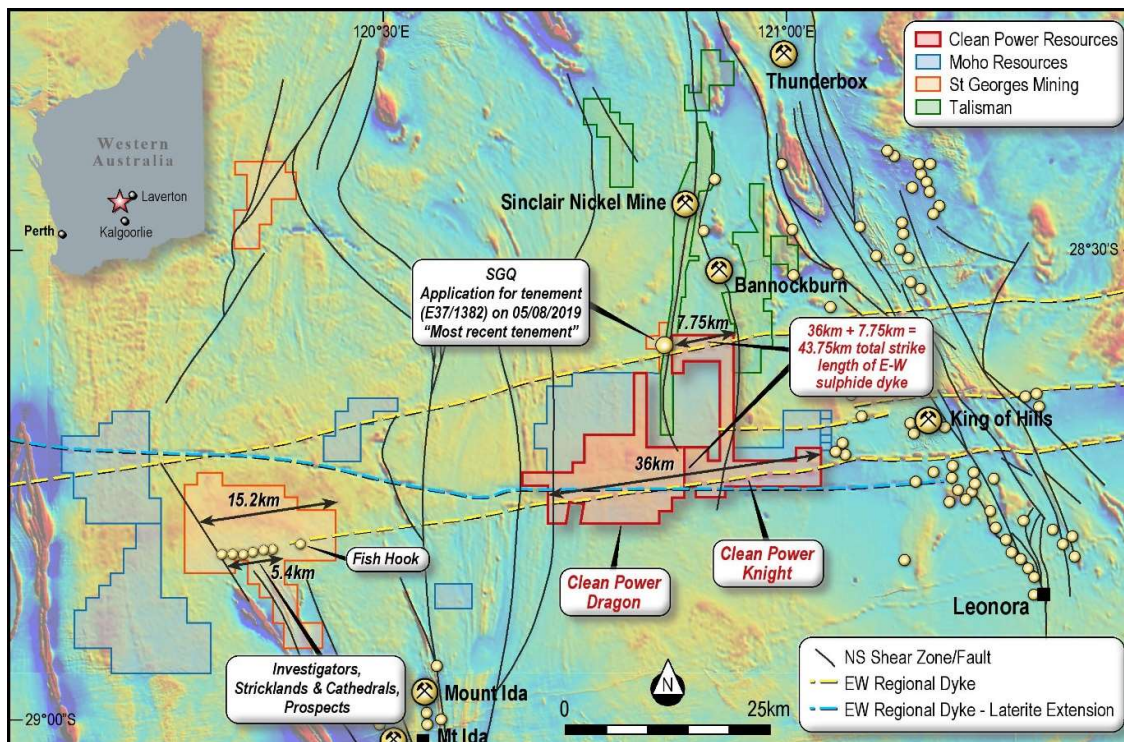 120°30'E
121°00'E
Clean Power Resources
Moho Resources
St Georges Mining
Talisman
Thunderbox
Western
Australia
Laverton
Perth
Kalgoorlie
Sinclair Nickel Mine
28°30'S
SGQ
Application for tenement
(E37/1382) on 05/08/2019
“Most recent tenement”
Bannockburn
7.75km
36km + 7.75km =
43.75km total strike
length of E-W
sulphide dyke
King of Hills
36km
15.2km
Fish Hook
5.4km
Clean Power
Dragon
Clean Power
Knight
Leonora
Investigators,
Stricklands & Cathedrals,
Prospects
Mount Ida
Mt Ida
N
0
25km
NS Shear Zone/Fault
EW Regional Dyke
EW Regional Dyke - Laterite Extension
29°00'S